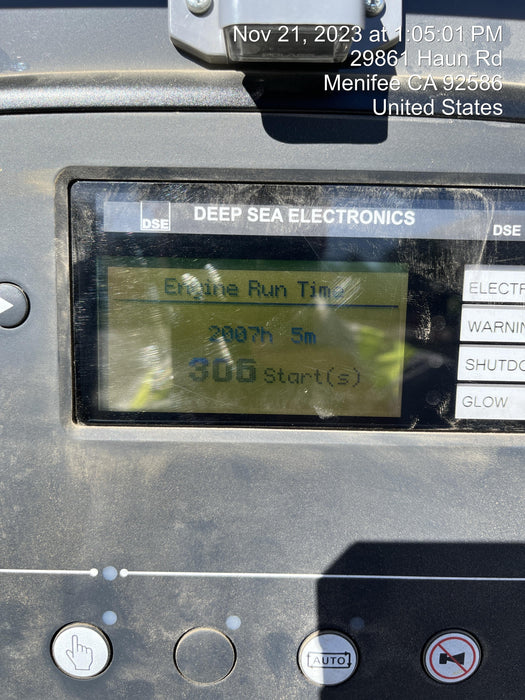 Nov 21, 2023 at 1:05:01 PM
29861 Haun Rd
Menifee CA 92586
United States
DSE DEEP SEA ELECTRONICS DSE
Engine Run Time
2007h 5m
306 Start(s)
ELECTR
WARNIN
SHUTDO
GLOW
AUTO